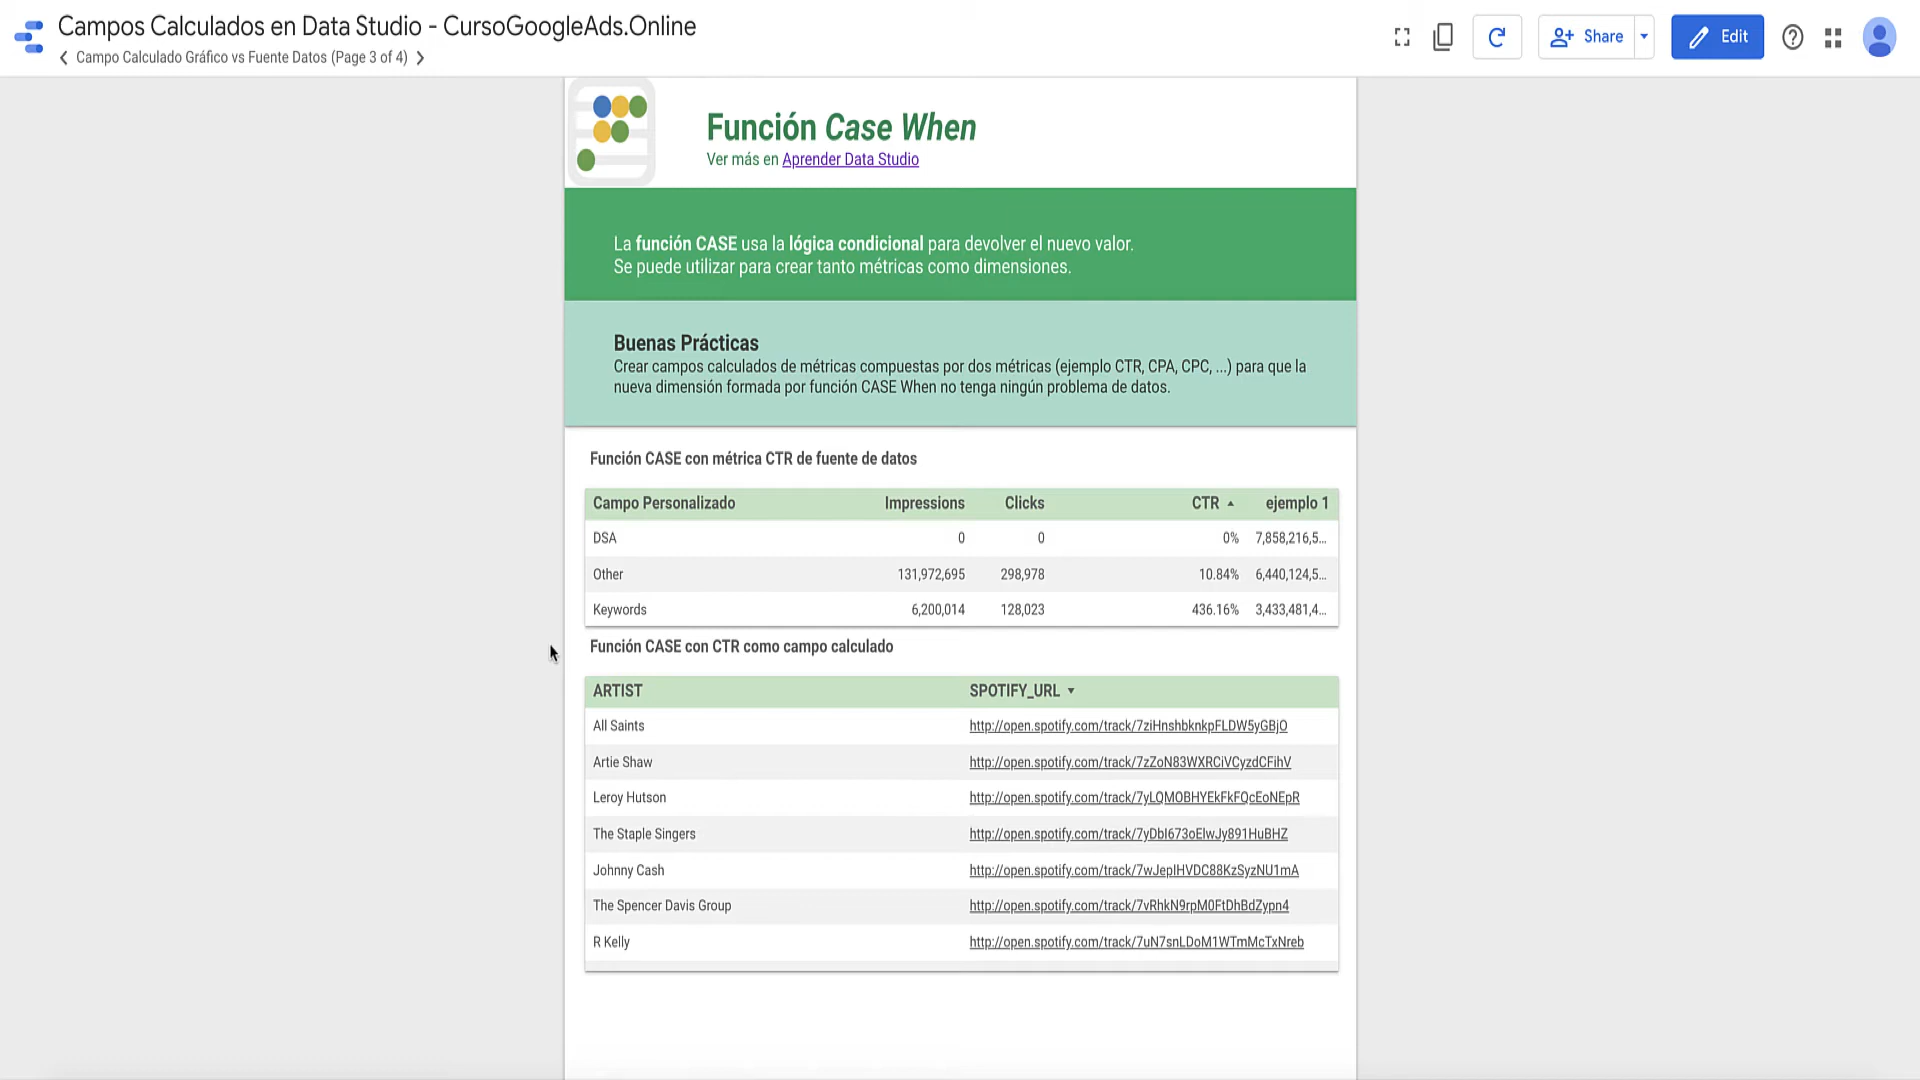 Campos Calculados en Data Studio - CursoGoogleAds.Online
Campo Calculado Gráfico vs Fuente Datos (Page 3 of 4)
Share
Edit
Función Case When
Ver más en Aprender Data Studio
La función CASE usa la lógica condicional para devolver el nuevo valor.
Se puede utilizar para crear tanto métricas como dimensiones.
Buenas Prácticas
Crear campos calculados de métricas compuestas por dos métricas (ejemplo CTR, CPA, CPC, ...) para que la
nueva dimensión formada por función CASE When no tenga ningún problema de datos.
Función CASE con métrica CTR de fuente de datos
Campo Personalizado Impressions Clicks CTR ejemplo 1
DSA 0 0 0% 7,858,216,5...
Other 131,972,695 298,978 10.84% 6,440,124,5...
Keywords 6,200,014 128,023 436.16% 3,433,481,4...
Función CASE con CTR como campo calculado
ARTIST SPOTIFY_URL
All Saints http://open.spotify.com/track/7ziHnshbknkpFLDW5yGBjO
Artie Shaw http://open.spotify.com/track/7zZoN83WXRCiVCyzdCFihV
Leroy Hutson http://open.spotify.com/track/7yLQMOBHYEkFkFQcEoNEpR
The Staple Singers http://open.spotify.com/track/7yDbI673oEIwJy891HuBHZ
Johnny Cash http://open.spotify.com/track/7wJepIHVDC88KzSyzNU1mA
The Spencer Davis Group http://open.spotify.com/track/7vRhkN9rpM0FtDhBdZypn4
R Kelly http://open.spotify.com/track/7uN7snLDoM1WTmMcTxNreb